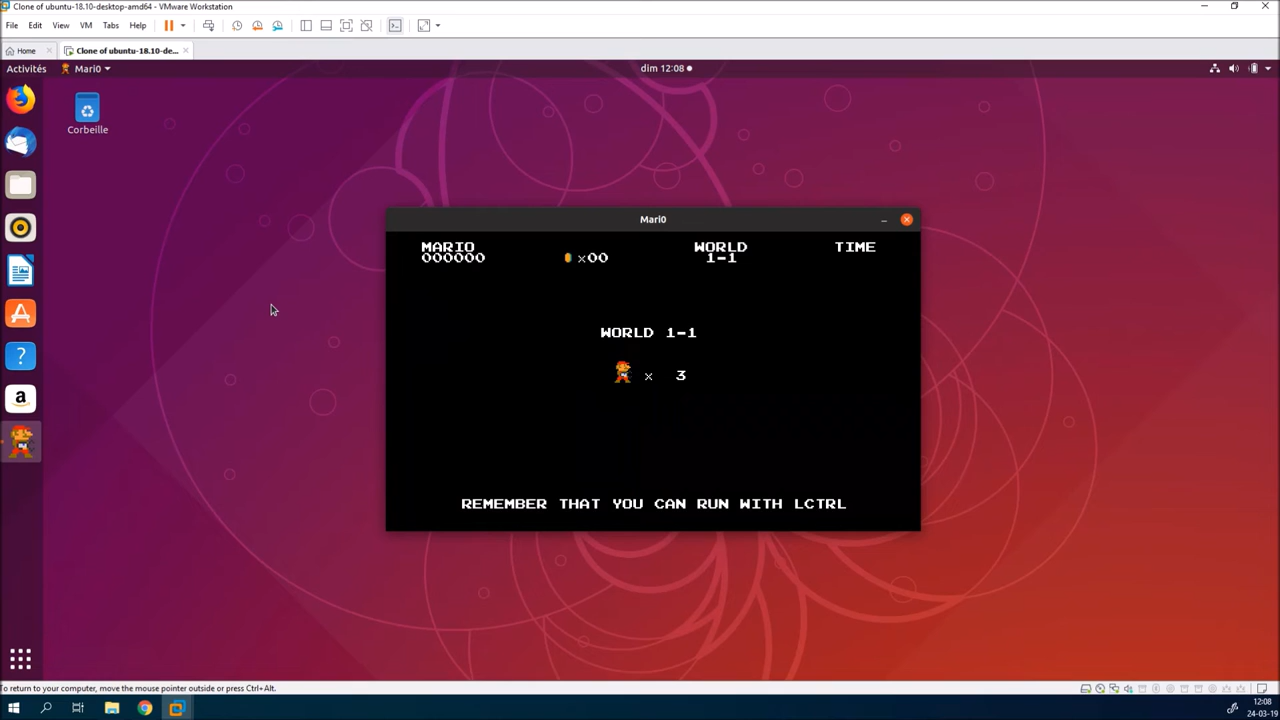 Clone of ubuntu-18.10-desktop-amd64 - VMware Workstation
File Edit View VM Tabs Help
Home Clone of ubuntu-18.10-de...
Activités Mari0 dim 12:08
Corbeille
Mari0
MARIO WORLD TIME
000000 ×00 1-1
WORLD 1-1
× 3
REMEMBER THAT YOU CAN RUN WITH LCTRL
To return to your computer, move the mouse pointer outside or press Ctrl+Alt.
12:08
24-03-19